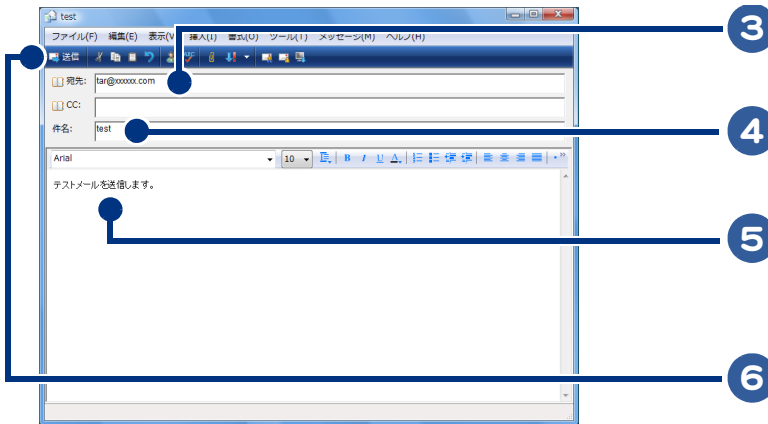 test
ファイル(F) 編集(E) 表示(V 挿入(I) 書式(O) ツール(T) メッセージ(M) ヘルプ(H)
送信
宛先: tar@xxxxxx.com
CC:
件名: test
Arial 10 B I U A
テストメールを送信します。
3
4
5
6